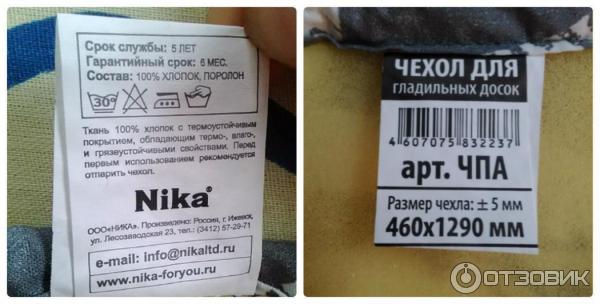 Срок службы: 5 ЛЕТ
Гарантийный срок: 6 МЕС.
Состав: 100% ХЛОПОК, ПОРОЛОН
30°
Ткань 100% хлопок с термоустойчивым
покрытием, обладающим термо-, влаго-
и грязеустойчивыми свойствами. Перед
первым использованием рекомендуется
отпарить чехол.
Nika®
ООО«НИКА». Произведено: Россия, г. Ижевск,
ул. Лесозаводская 23, тел.: (3412) 57-29-71
e-mail: info@nikaltd.ru
www.nika-foryou.ru
ЧЕХОЛ ДЛЯ
гладильных досок
4 607075 832237
арт. ЧПА
Размер чехла: ± 5 мм
460х1290 мм
ОТЗОВИК